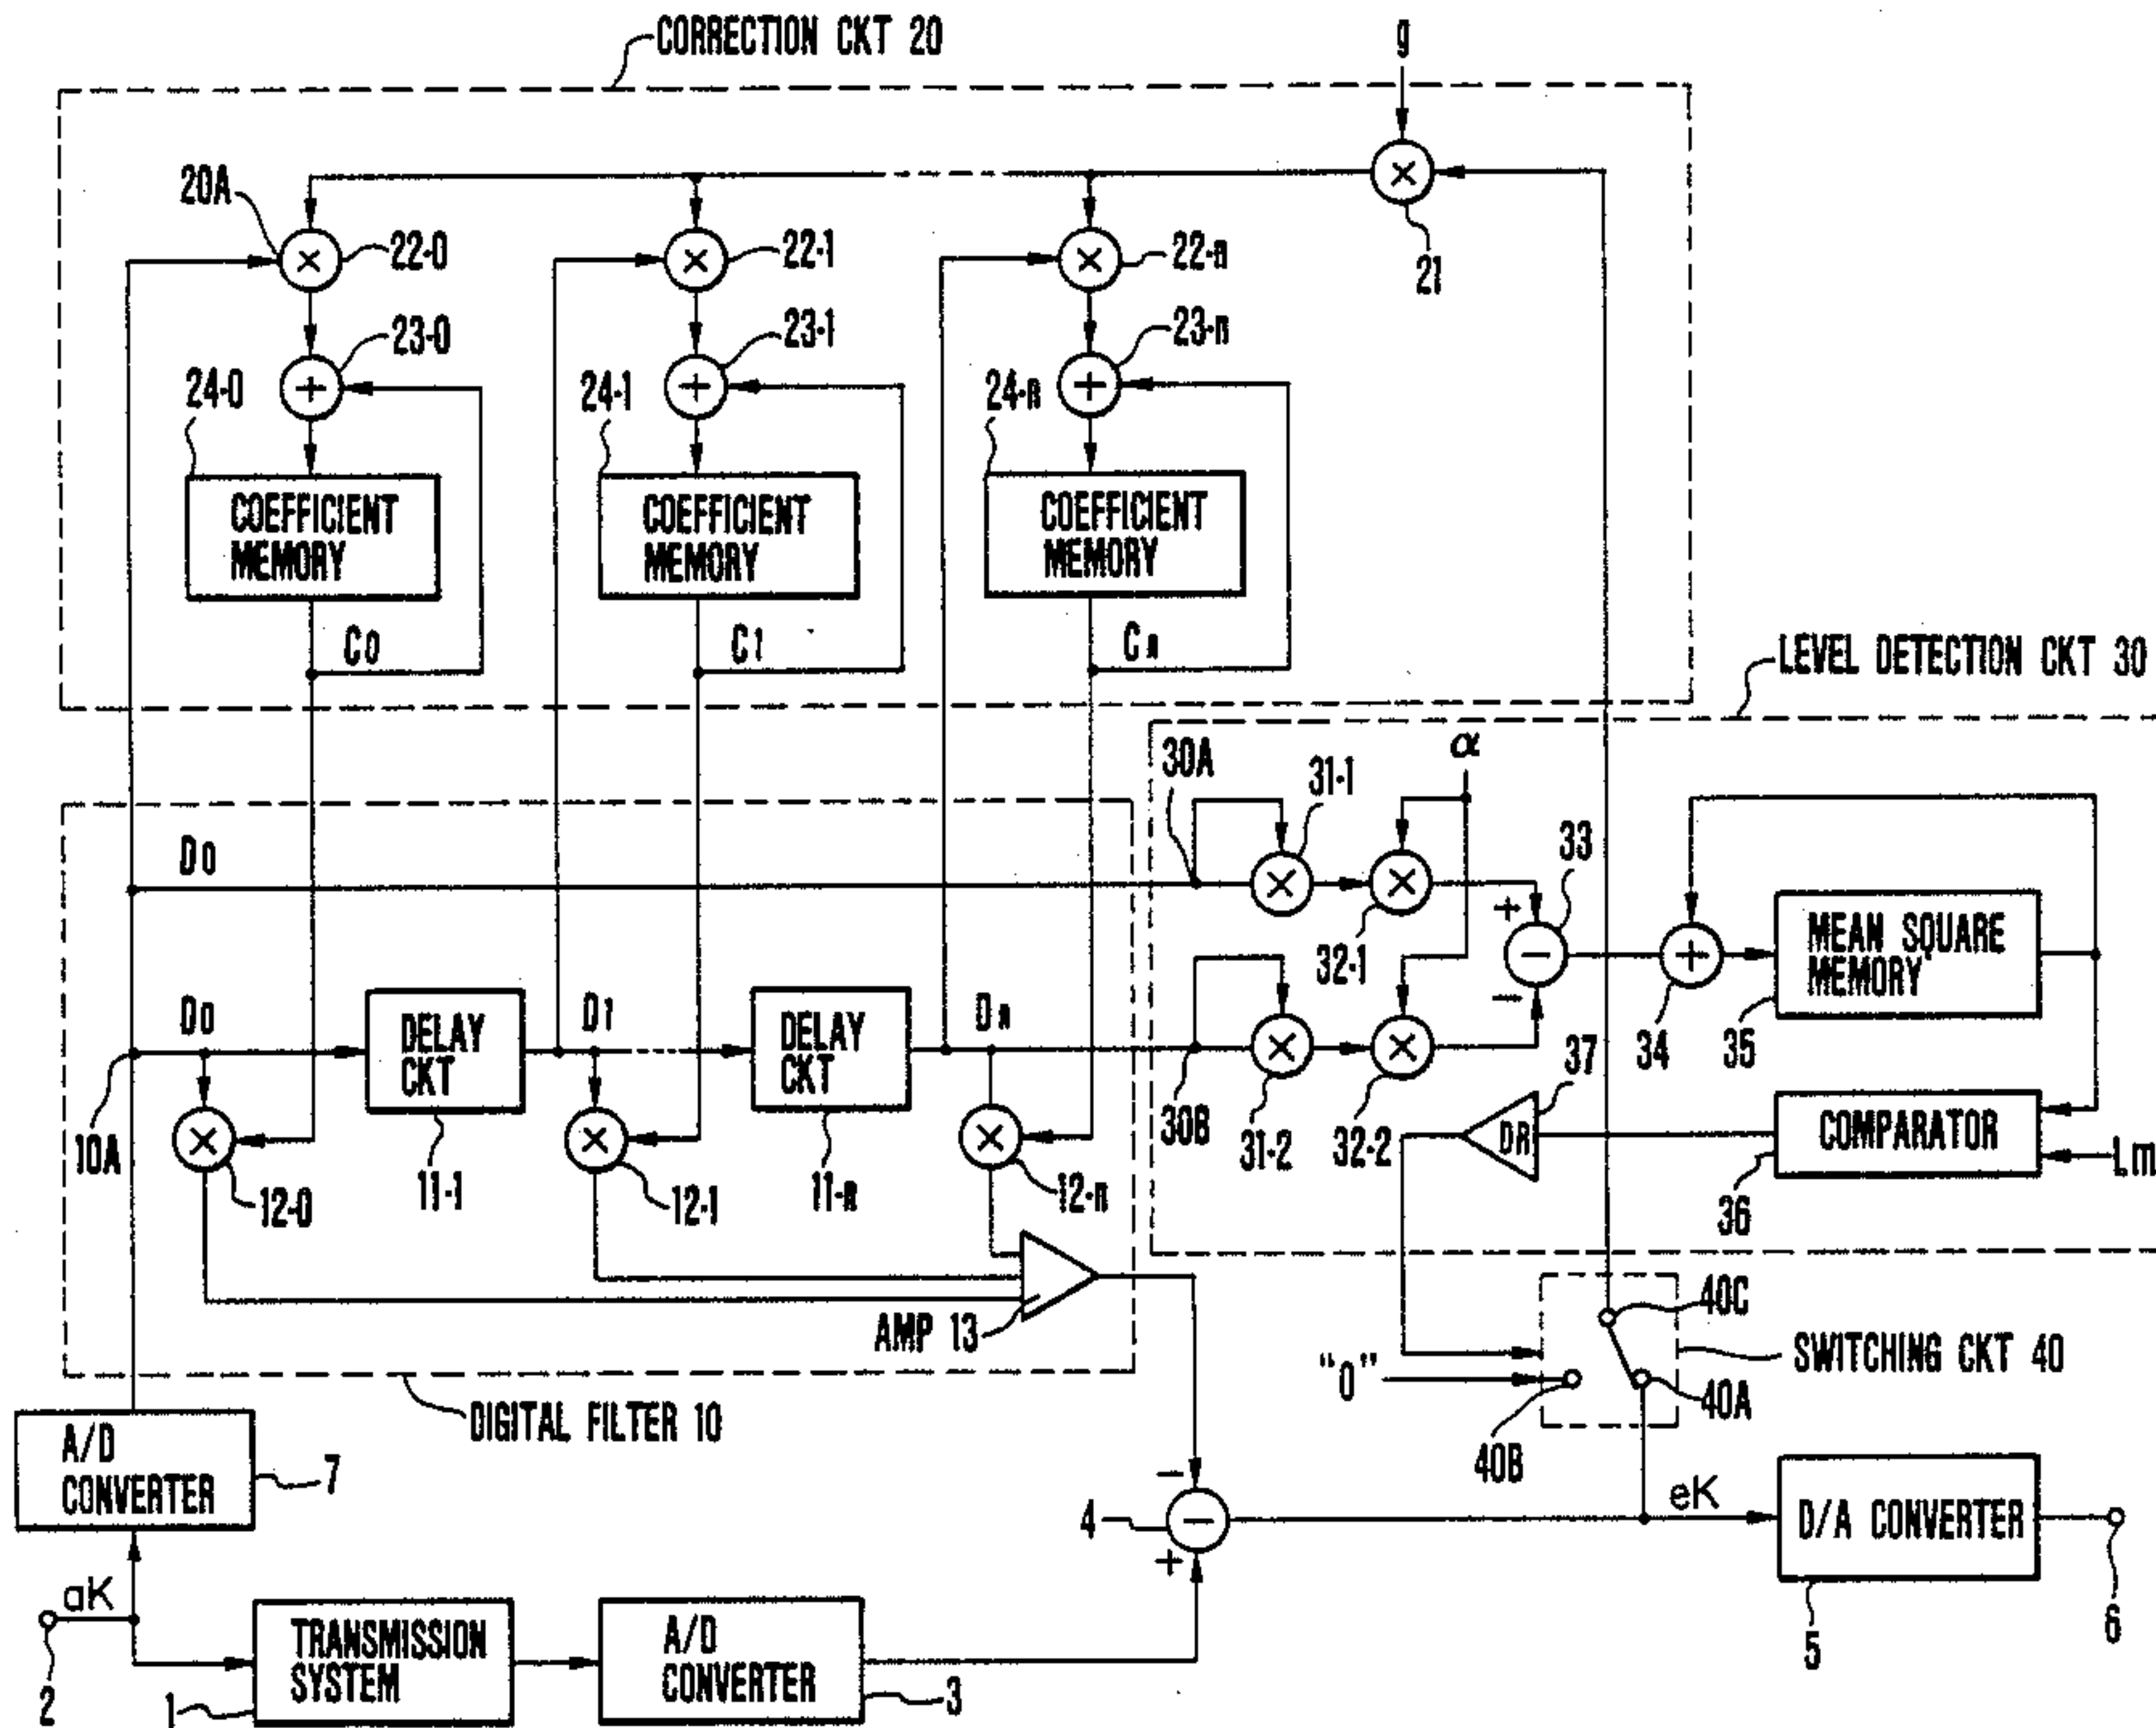 CORRECTION CKT 20
g
20A
×
22-0
×
22-1
×
22-n
×
21
+
23-0
+
23-1
+
23-n
24-0
24-1
24-n
COEFFICIENT
MEMORY
COEFFICIENT
MEMORY
COEFFICIENT
MEMORY
C0
C1
Cn
LEVEL DETECTION CKT 30
30A
31-1
α
D0
×
×
32-1
+
33
−
−
+
34
MEAN SQUARE
MEMORY
35
D0
DELAY
CKT
11-1
D1
DELAY
CKT
11-n
Dn
30B
×
31-2
×
32-2
37
DR
COMPARATOR
36
Lm
10A
×
12-0
×
12-1
×
12-n
AMP 13
DIGITAL FILTER 10
"0"
40B
40C
40A
SWITCHING CKT 40
A/D
CONVERTER
7
−
4
−
+
eK
D/A CONVERTER
5
6
aK
2
TRANSMISSION
SYSTEM
1
A/D
CONVERTER
3